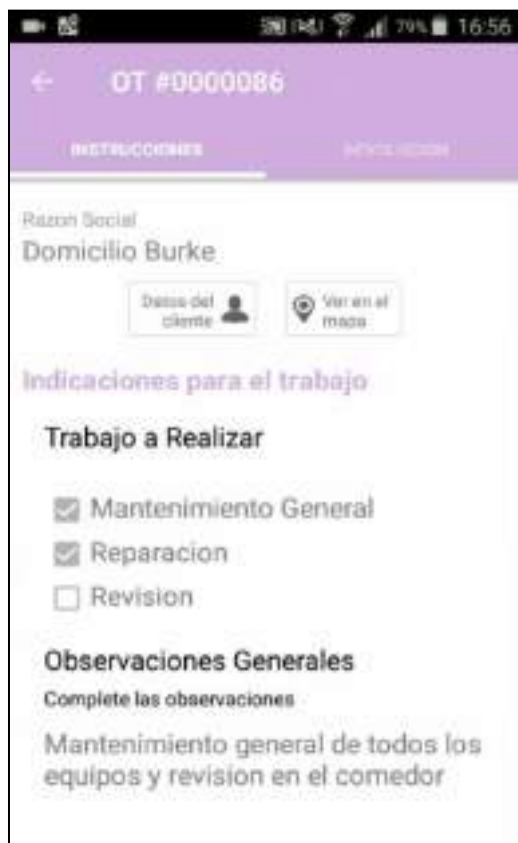 79% 16:56
OT #0000086
INSTRUCCIONES
Razon Social
Domicilio Burke
Datos del
cliente
Ver en el
mapa
Indicaciones para el trabajo
Trabajo a Realizar
Mantenimiento General
Reparacion
Revision
Observaciones Generales
Complete las observaciones
Mantenimiento general de todos los
equipos y revision en el comedor